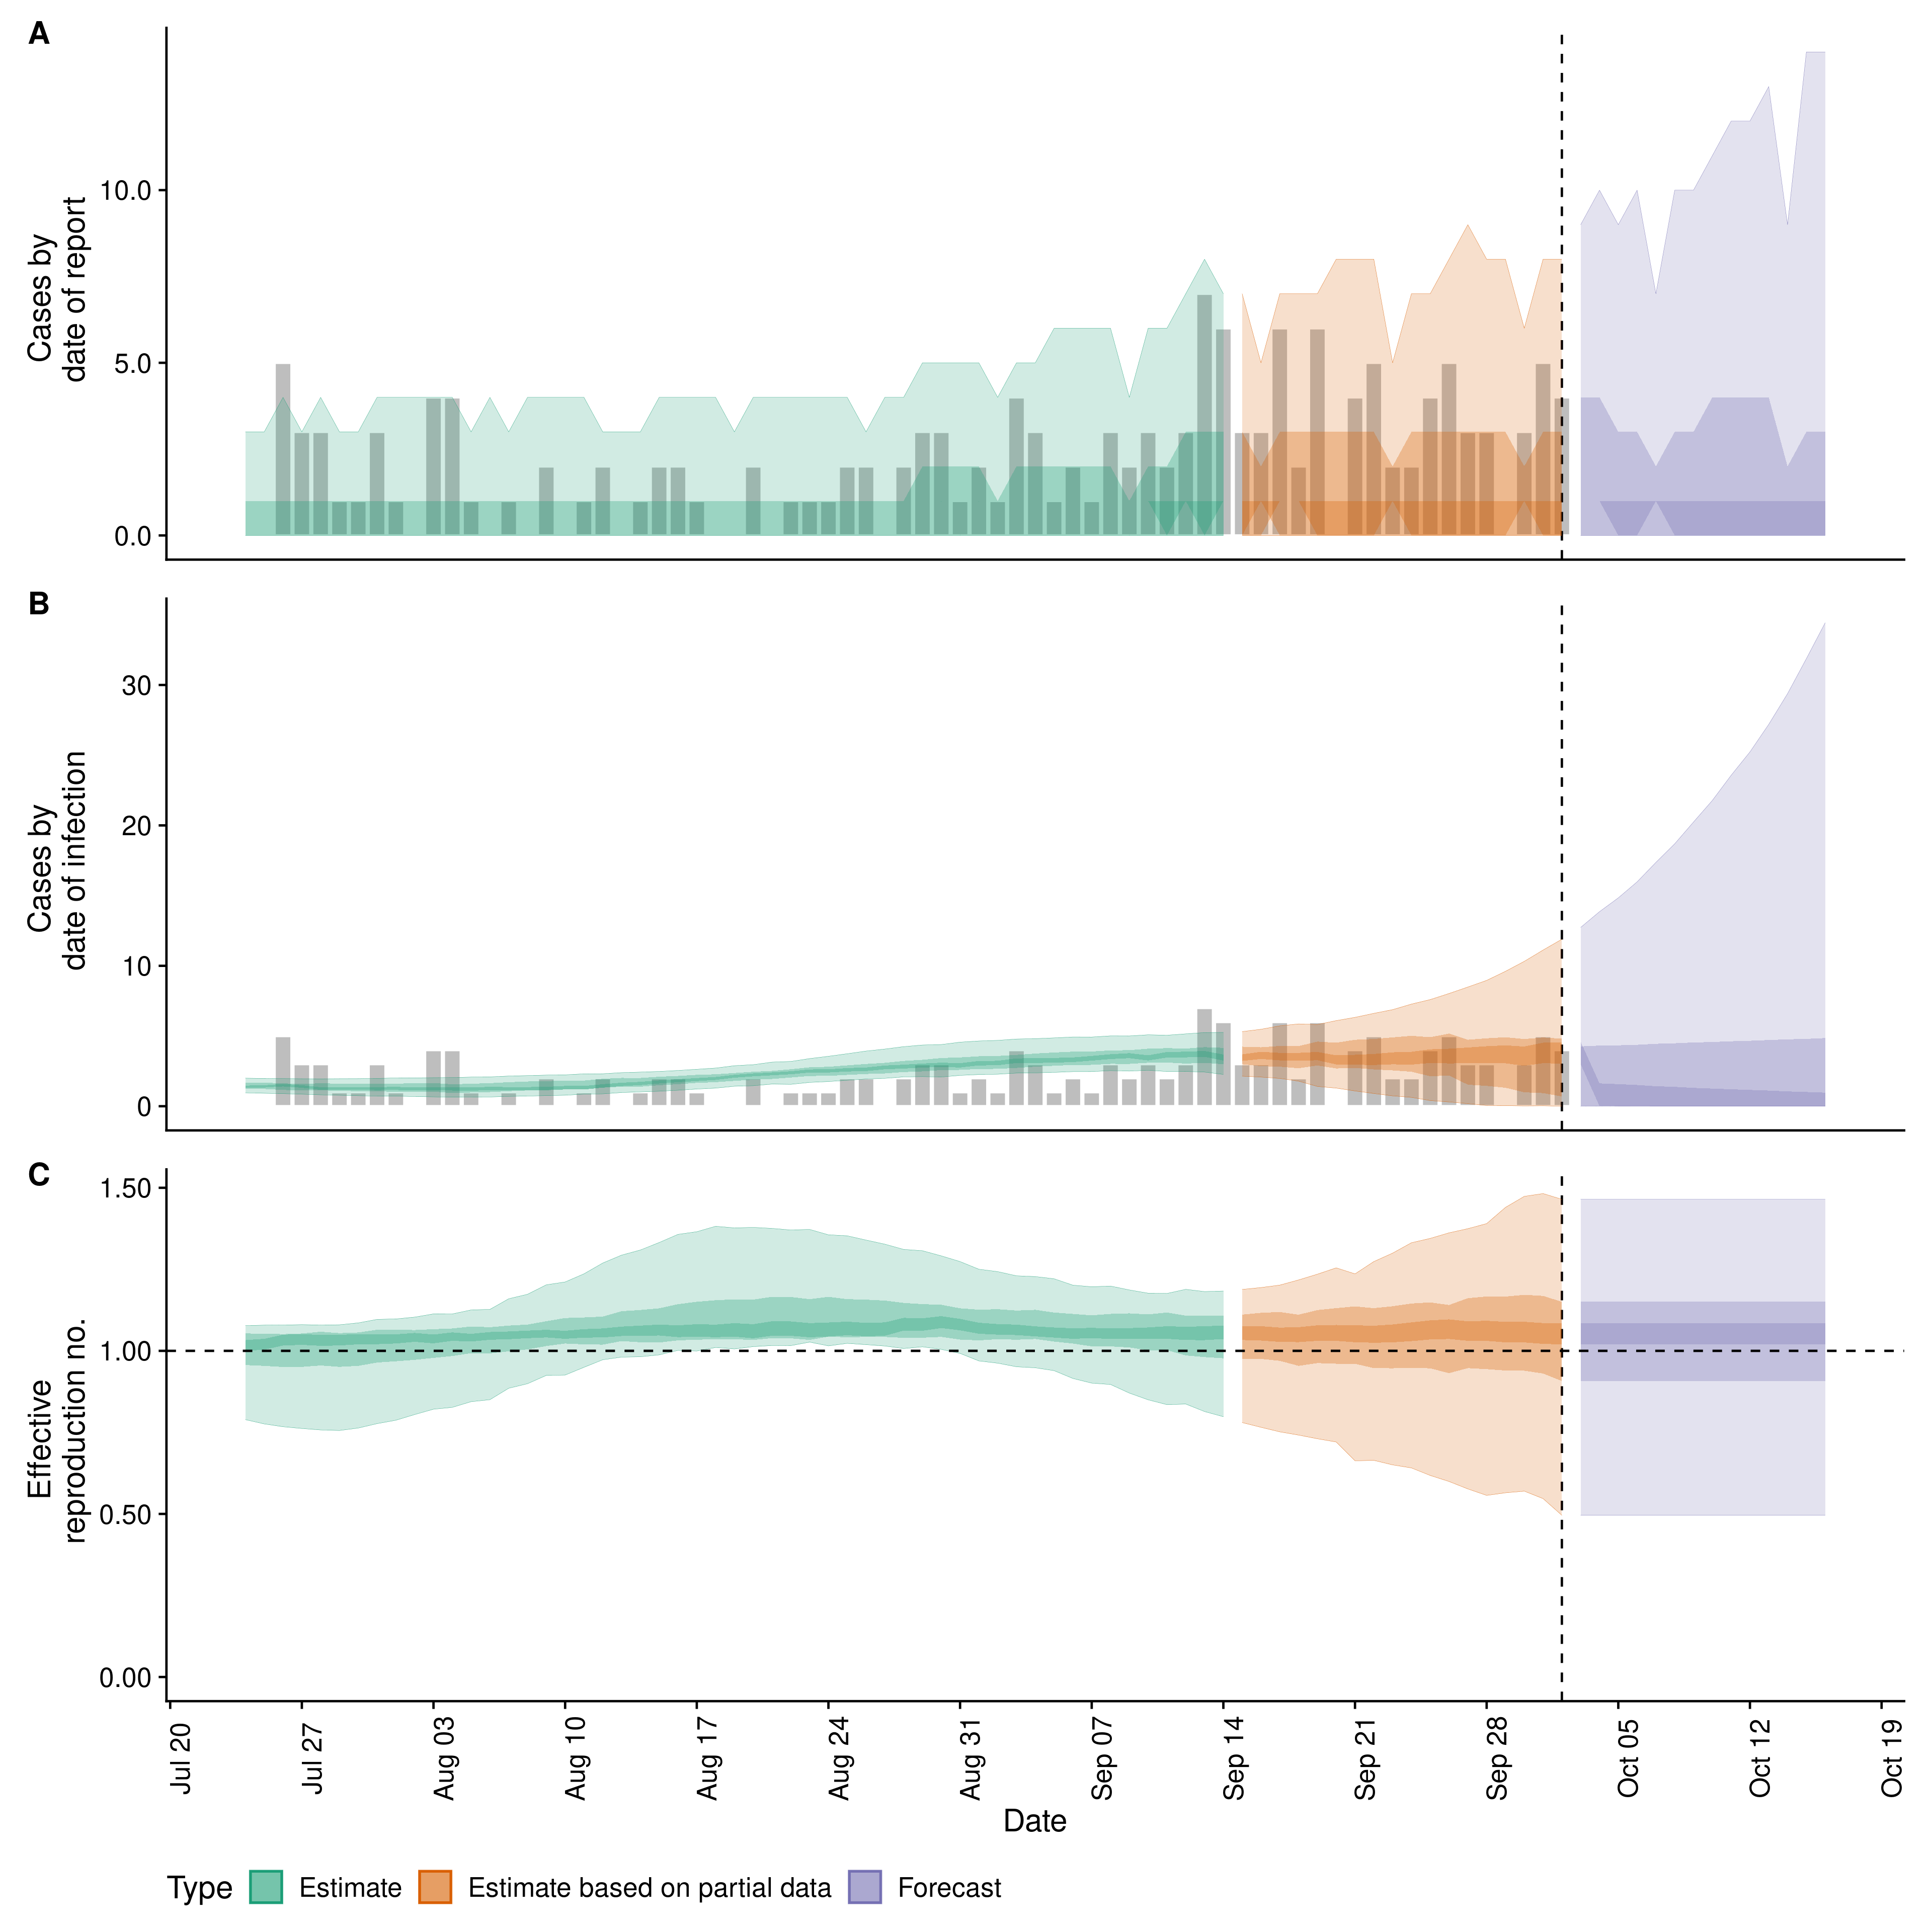 A
Cases by
date of report
10.0
5.0
0.0
B
Cases by
date of infection
30
20
10
0
C
Effective
reproduction no.
1.50
1.00
0.50
0.00
Jul 20
Jul 27
Aug 03
Aug 10
Aug 17
Aug 24
Aug 31
Sep 07
Sep 14
Sep 21
Sep 28
Oct 05
Oct 12
Oct 19
Date
Type
Estimate
Estimate based on partial data
Forecast